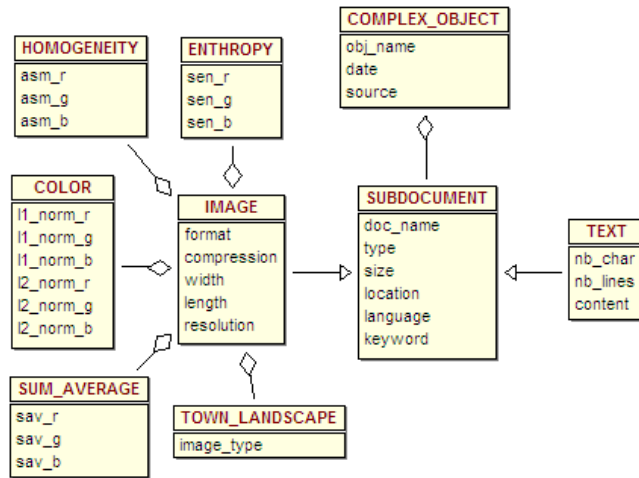 COMPLEX_OBJECT
obj_name
date
source
HOMOGENEITY
asm_r
asm_g
asm_b
ENTHROPY
sen_r
sen_g
sen_b
COLOR
l1_norm_r
l1_norm_g
l1_norm_b
l2_norm_r
l2_norm_g
l2_norm_b
IMAGE
format
compression
width
length
resolution
SUBDOCUMENT
doc_name
type
size
location
language
keyword
TEXT
nb_char
nb_lines
content
SUM_AVERAGE
sav_r
sav_g
sav_b
TOWN_LANDSCAPE
image_type